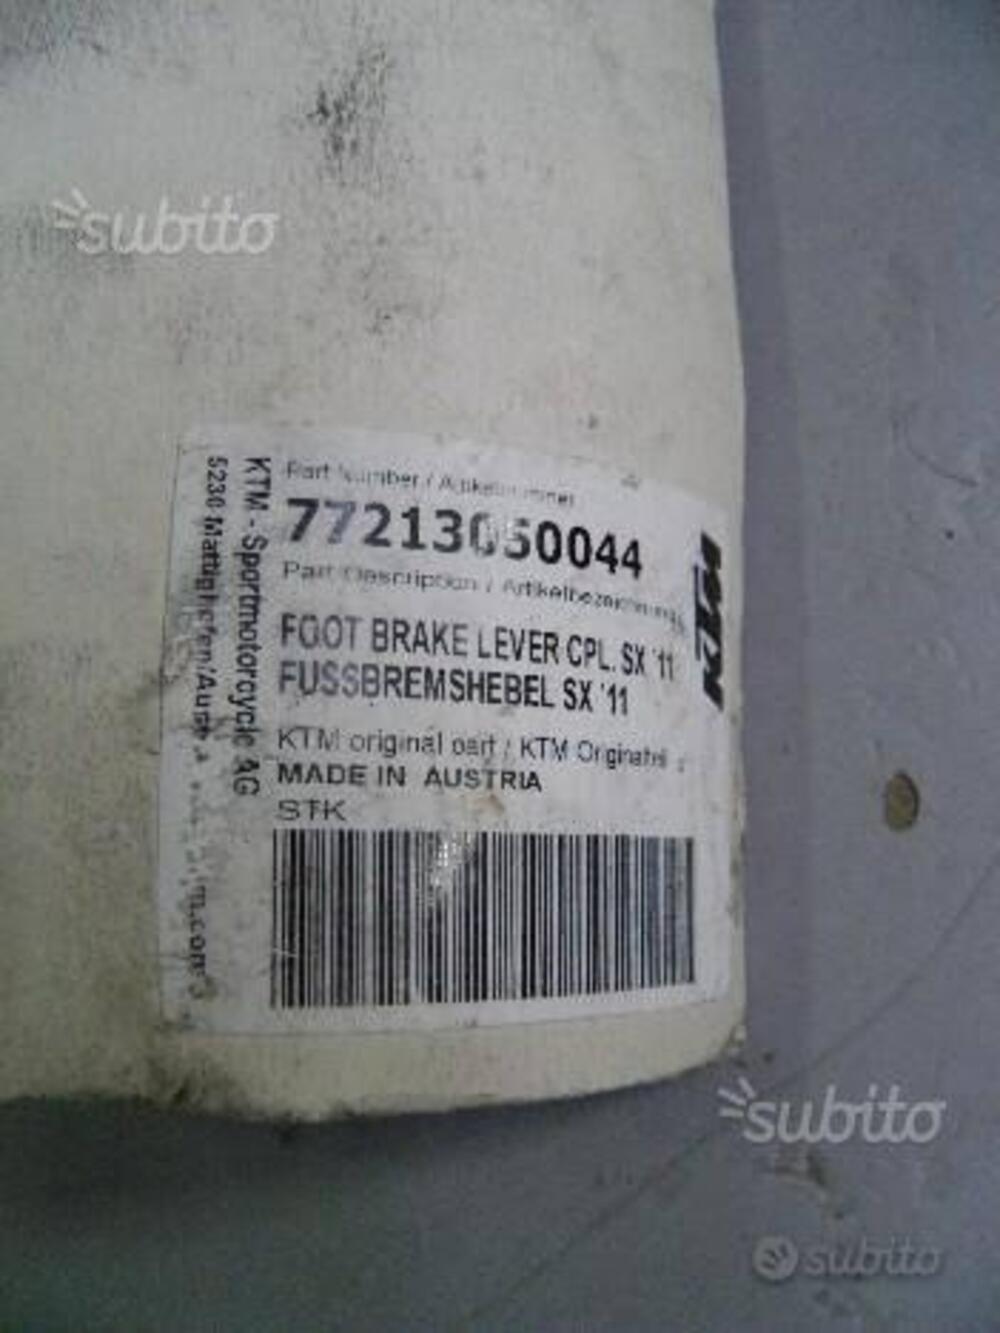 subito
Part Number / Artikelnummer
77213050044
Part Description / Artikelbezeichnung
FOOT BRAKE LEVER CPL. SX '11
FUSSBREMSHEBEL SX '11
KTM original part / KTM Originalteil
MADE IN AUSTRIA
STK
KTM
KTM - Sportmotorcycle AG
5230 Mattighofen/Austria
subito
subito